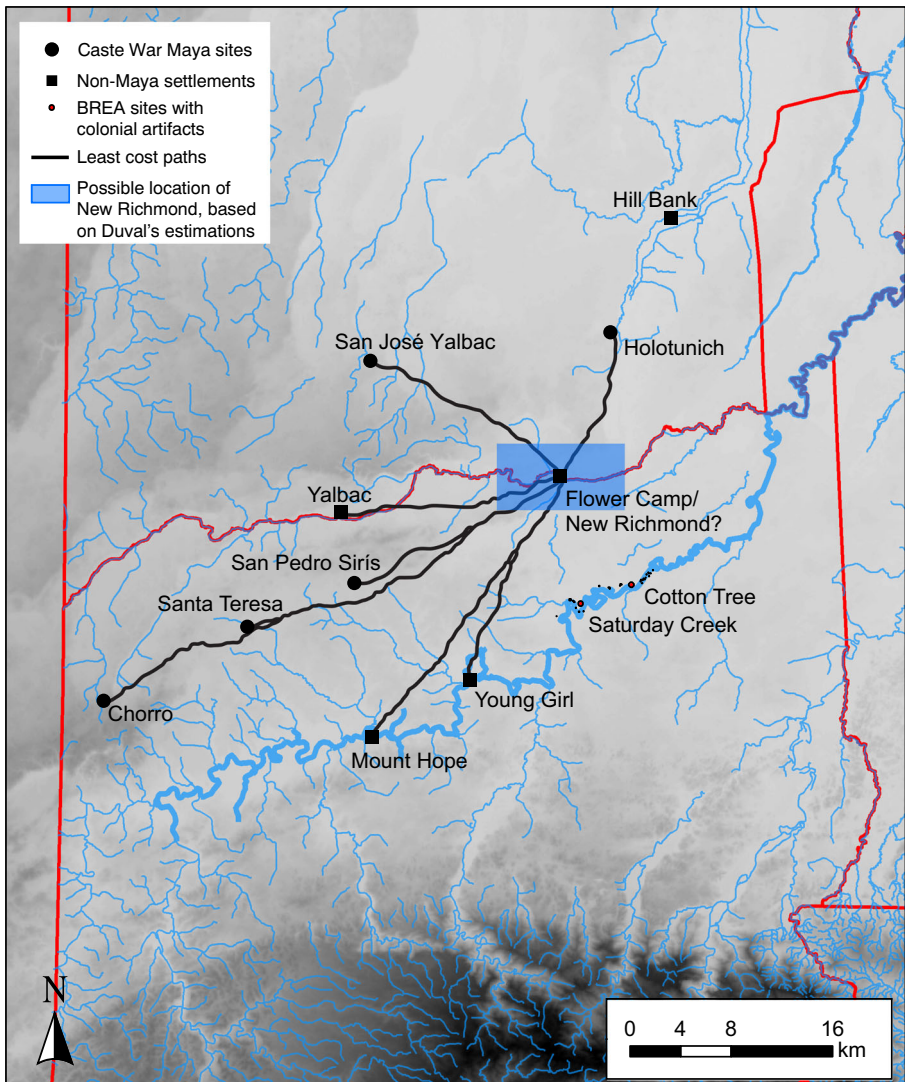 Caste War Maya sites
Non-Maya settlements
BREA sites with
colonial artifacts
Least cost paths
Possible location of
New Richmond, based
on Duval's estimations
Hill Bank
San José Yalbac
Holotunich
Yalbac
Flower Camp/
New Richmond?
San Pedro Sirís
Santa Teresa
Cotton Tree
Saturday Creek
Chorro
Young Girl
Mount Hope
N
0 4 8 16
km